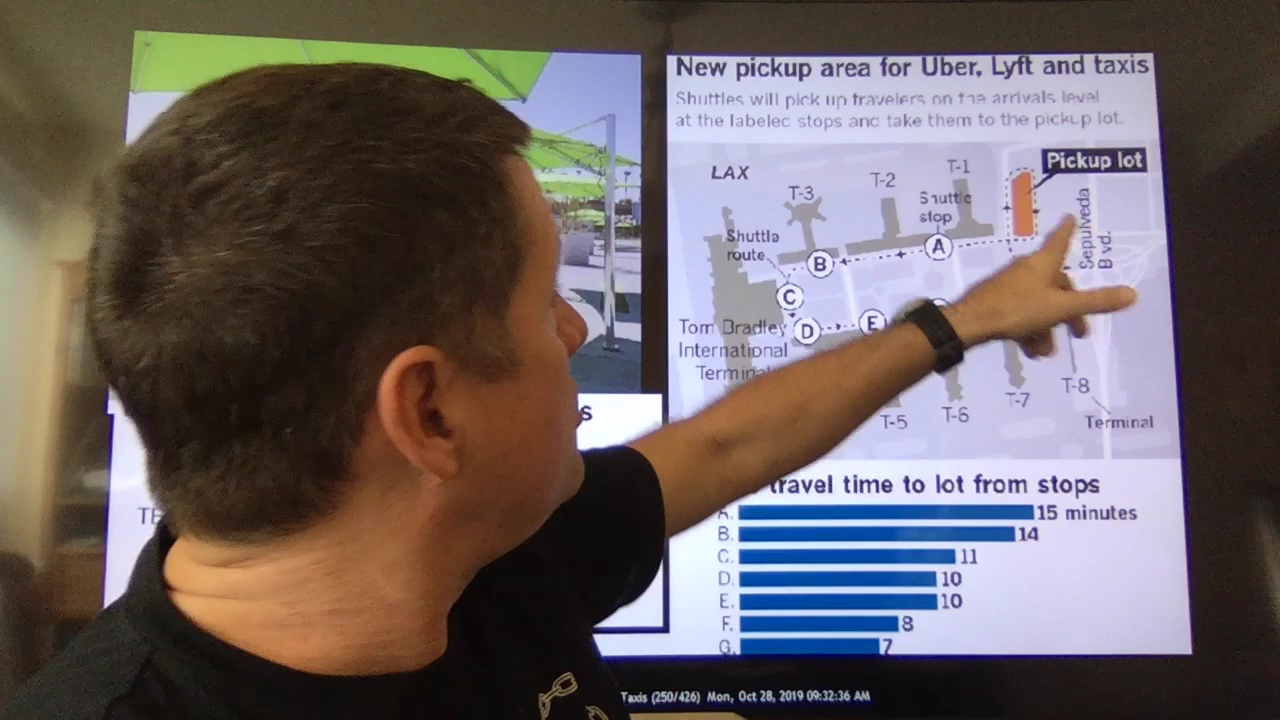 New pickup area for Uber, Lyft and taxis
Shuttles will pick up travelers on the arrivals level
at the labeled stops and take them to the pickup lot.
LAX
Pickup lot
T-1
T-2
T-3
Shuttle
stop
Sepulveda
Blvd.
Shuttle
route
A
B
C
D
E
Tom Bradley
International
Terminal
T-5
T-6
T-7
T-8
Terminal
travel time to lot from stops
A. 15 minutes
B. 14
C. 11
D. 10
E. 10
F. 8
G. 7
S
TE
Taxis (250/426) Mon, Oct 28, 2019 09:32:36 AM